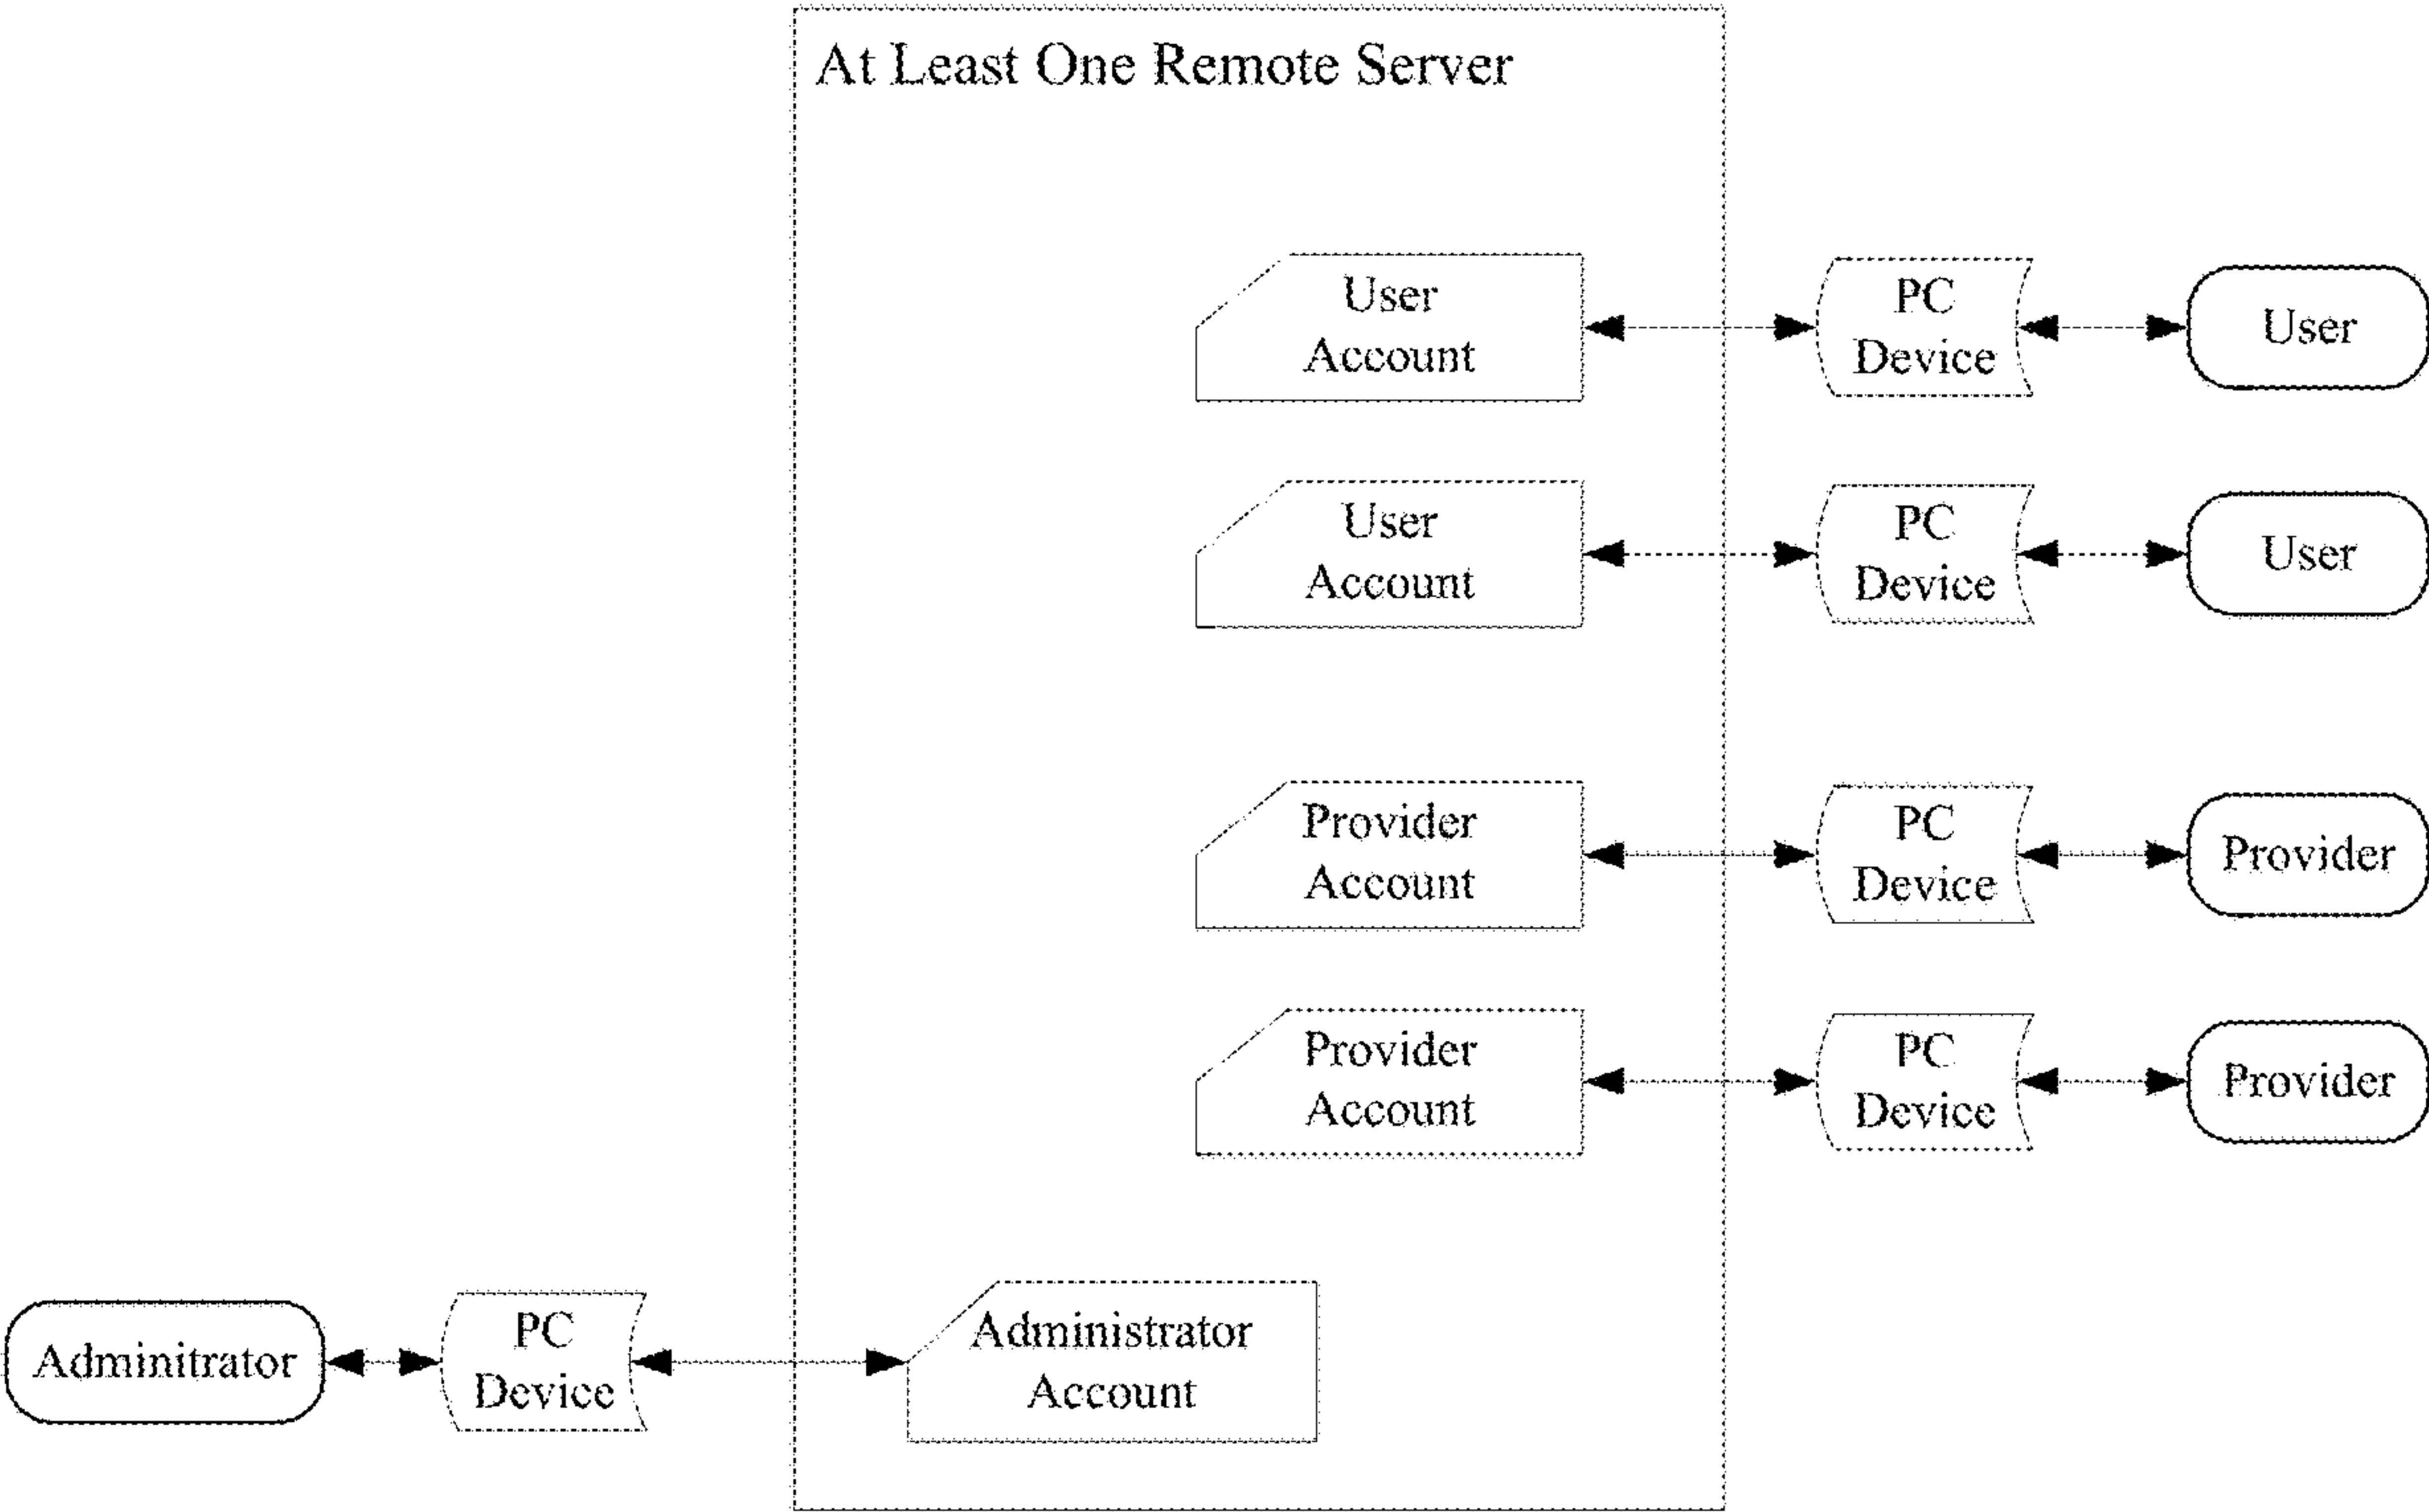 At Least One Remote Server
User
Account
PC
Device
User
User
Account
PC
Device
User
Provider
Account
PC
Device
Provider
Provider
Account
PC
Device
Provider
Adminitrator
PC
Device
Administrator
Account